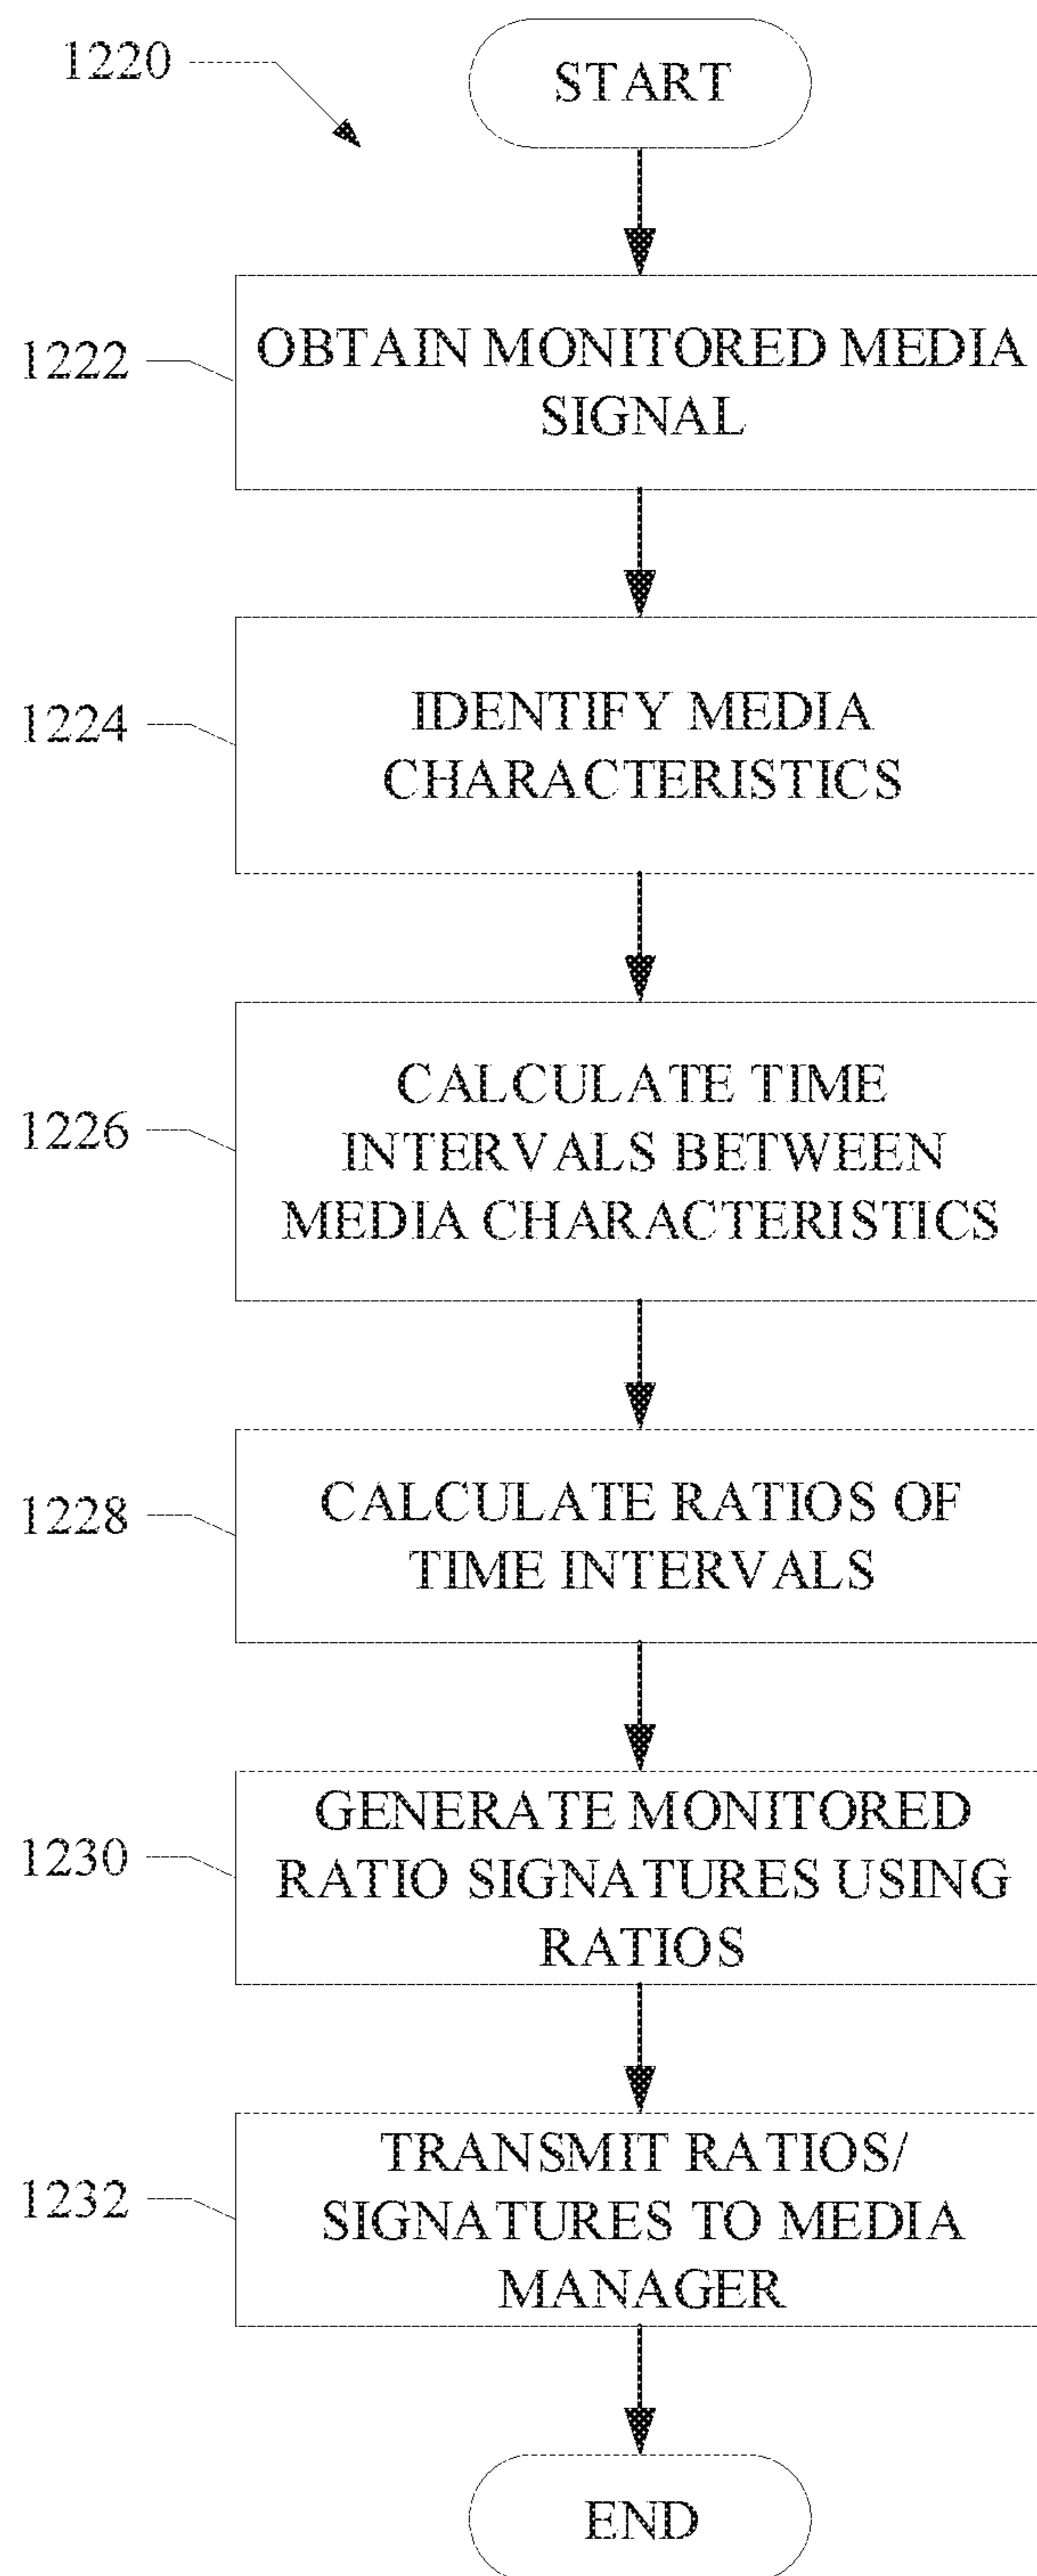 1220
START
1222
OBTAIN MONITORED MEDIA
SIGNAL
1224
IDENTIFY MEDIA
CHARACTERISTICS
1226
CALCULATE TIME
INTERVALS BETWEEN
MEDIA CHARACTERISTICS
1228
CALCULATE RATIOS OF
TIME INTERVALS
1230
GENERATE MONITORED
RATIO SIGNATURES USING
RATIOS
1232
TRANSMIT RATIOS/
SIGNATURES TO MEDIA
MANAGER
END